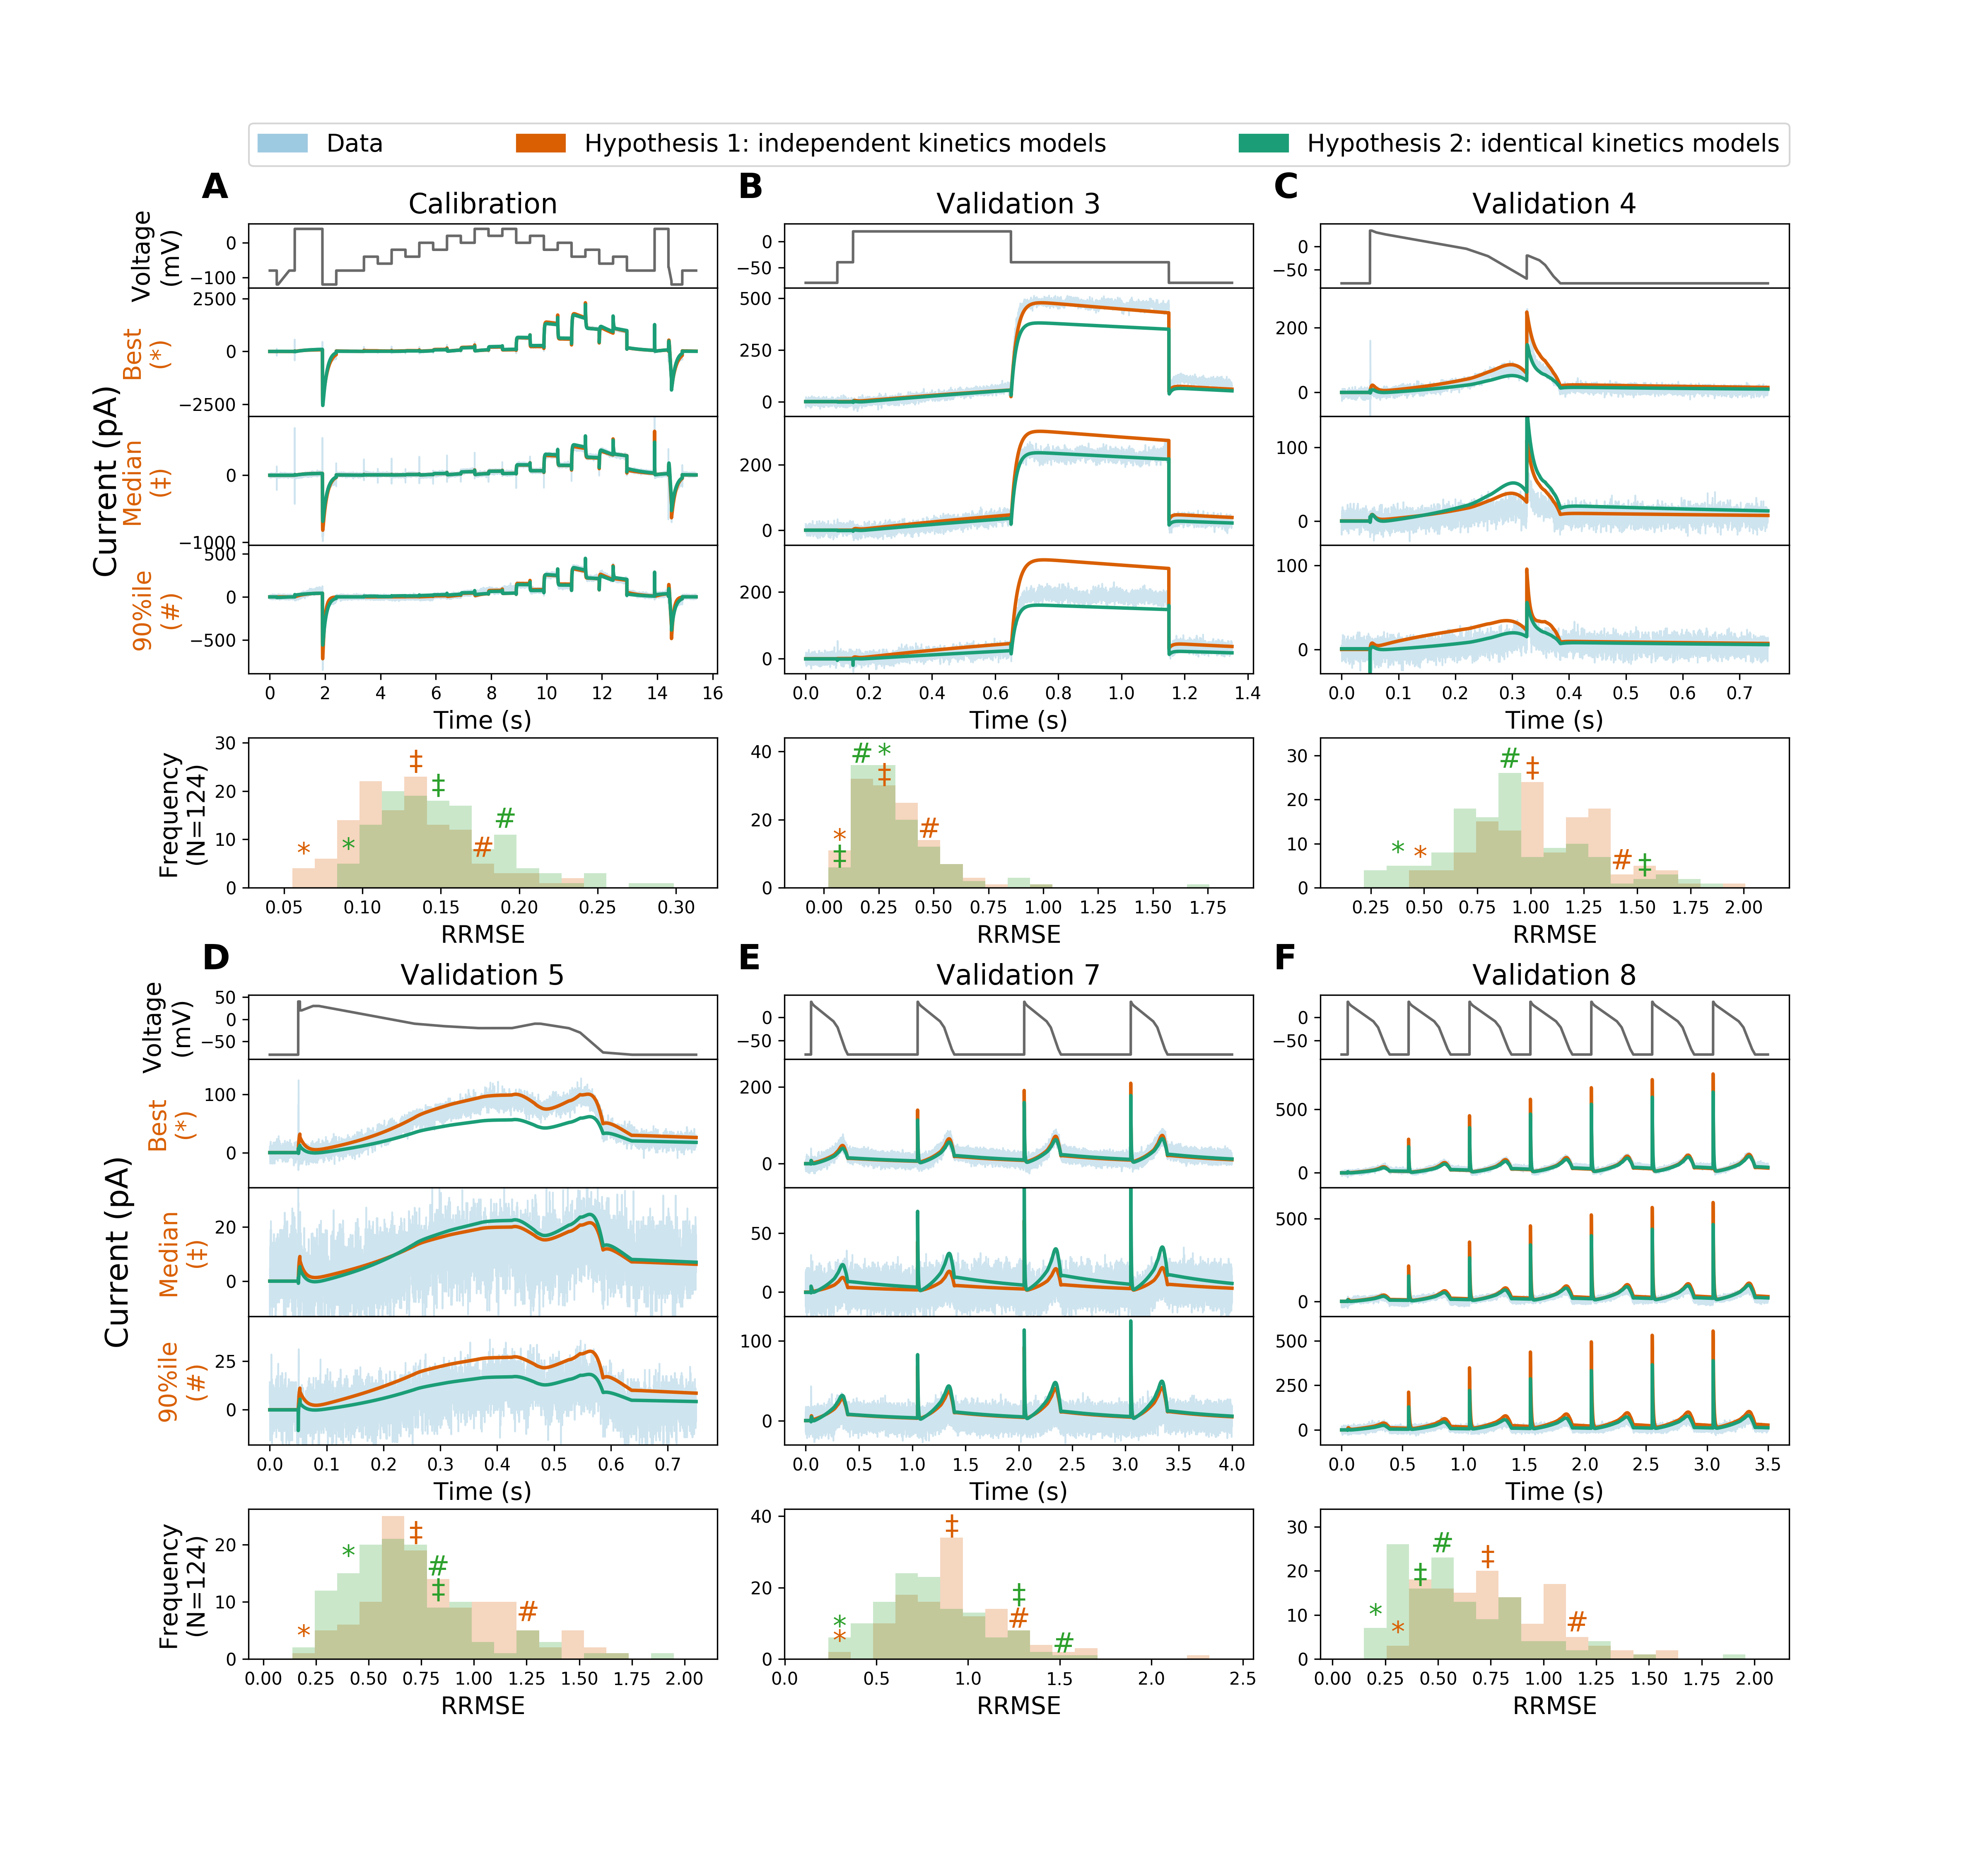 Data
Hypothesis 1: independent kinetics models
Hypothesis 2: identical kinetics models
A
Calibration
Voltage
(mV)
0
−100
Current (pA)
Best
(*)
2500
0
−2500
Median
(‡)
0
−1000
90%ile
(#)
500
0
−500
0 2 4 6 8 10 12 14 16
Time (s)
Frequency
(N=124)
30
20
10
0
* * ‡ ‡ # #
0.05 0.10 0.15 0.20 0.25 0.30
RRMSE
B
Validation 3
0
−50
500
250
0
200
0
200
0
0.0 0.2 0.4 0.6 0.8 1.0 1.2 1.4
Time (s)
40
20
0
* ‡ # * ‡ #
0.00 0.25 0.50 0.75 1.00 1.25 1.50 1.75
RRMSE
C
Validation 4
0
−50
200
0
100
0
100
0
0.0 0.1 0.2 0.3 0.4 0.5 0.6 0.7
Time (s)
30
20
10
0
* * # ‡ # ‡
0.25 0.50 0.75 1.00 1.25 1.50 1.75 2.00
RRMSE
D
Validation 5
Voltage
(mV)
50
0
−50
Current (pA)
Best
(*)
100
0
Median
(‡)
20
0
90%ile
(#)
25
0
0.0 0.1 0.2 0.3 0.4 0.5 0.6 0.7
Time (s)
Frequency
(N=124)
20
10
0
* * ‡ # ‡ #
0.00 0.25 0.50 0.75 1.00 1.25 1.50 1.75 2.00
RRMSE
E
Validation 7
0
−50
200
0
50
0
100
0
0.0 0.5 1.0 1.5 2.0 2.5 3.0 3.5 4.0
Time (s)
40
20
0
* * ‡ ‡ # #
0.0 0.5 1.0 1.5 2.0 2.5
RRMSE
F
Validation 8
0
−50
500
0
500
0
500
250
0
0.0 0.5 1.0 1.5 2.0 2.5 3.0 3.5
Time (s)
30
20
10
0
* * ‡ # ‡ #
0.00 0.25 0.50 0.75 1.00 1.25 1.50 1.75 2.00
RRMSE